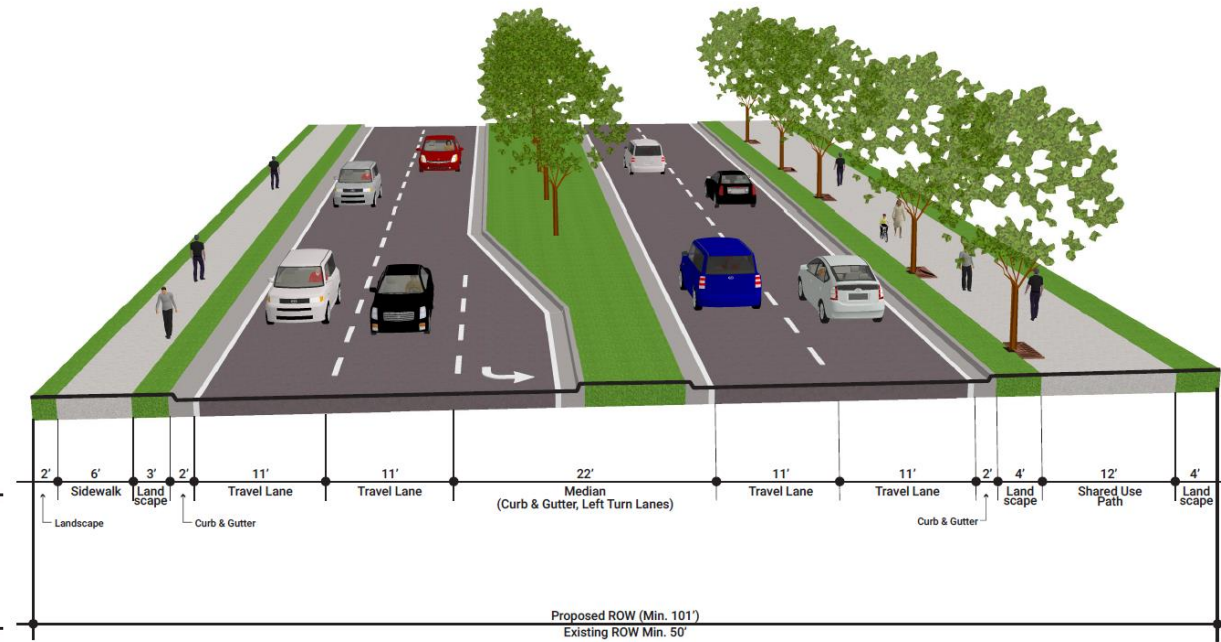 2’ 6’ 3’ 2’ 11’ 11’ 22’ 11’ 11’ 2’ 4’ 12’ 4’
Sidewalk Land Travel Lane Travel Lane Median Travel Lane Travel Lane Land Shared Use Land
scape (Curb & Gutter, Left Turn Lanes) scape Path scape
Landscape Curb & Gutter Curb & Gutter
Proposed ROW (Min. 101’)
Existing ROW Min. 50’